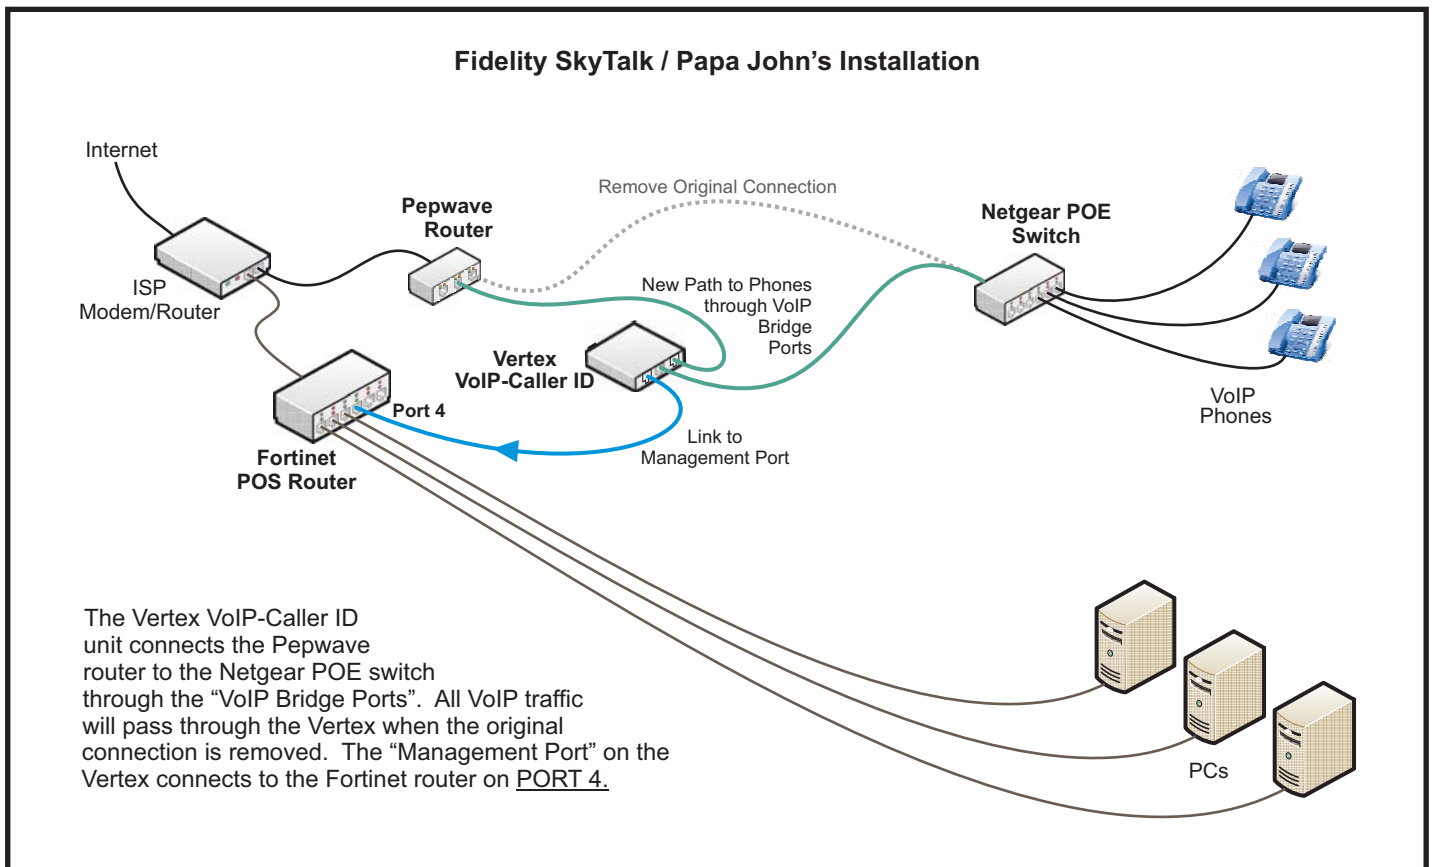 Fidelity SkyTalk / Papa John's Installation
Internet
Remove Original Connection
Pepwave
Router
Netgear POE
Switch
ISP
Modem/Router
New Path to Phones
through VoIP
Bridge
Ports
Vertex
VoIP-Caller ID
VoIP
Phones
Port 4
Link to
Management Port
Fortinet
POS Router
The Vertex VoIP-Caller ID
unit connects the Pepwave
router to the Netgear POE switch
through the “VoIP Bridge Ports”.  All VoIP traffic
will pass through the Vertex when the original
connection is removed.  The “Management Port” on the
Vertex connects to the Fortinet router on PORT 4.
PCs